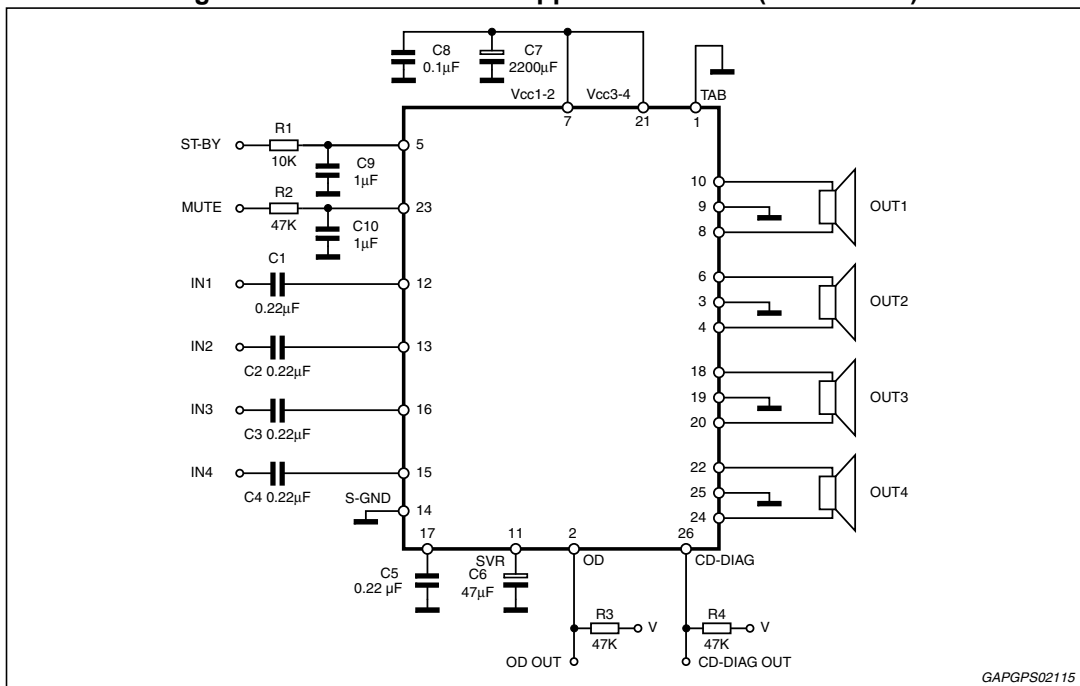 C8
0.1μF
C7
2200μF
Vcc1-2
Vcc3-4
TAB
7
21
1
ST-BY
R1
10K
5
C9
1μF
MUTE
R2
47K
23
C10
1μF
IN1
C1
0.22μF
12
IN2
C2 0.22μF
13
IN3
C3 0.22μF
16
IN4
C4 0.22μF
15
S-GND
14
10
9
8
OUT1
6
3
4
OUT2
18
19
20
OUT3
22
25
24
OUT4
17
11
2
26
SVR
OD
CD-DIAG
C5
0.22 μF
C6
47μF
R3
47K
V
R4
47K
V
OD OUT
CD-DIAG OUT
GAPGPS02115